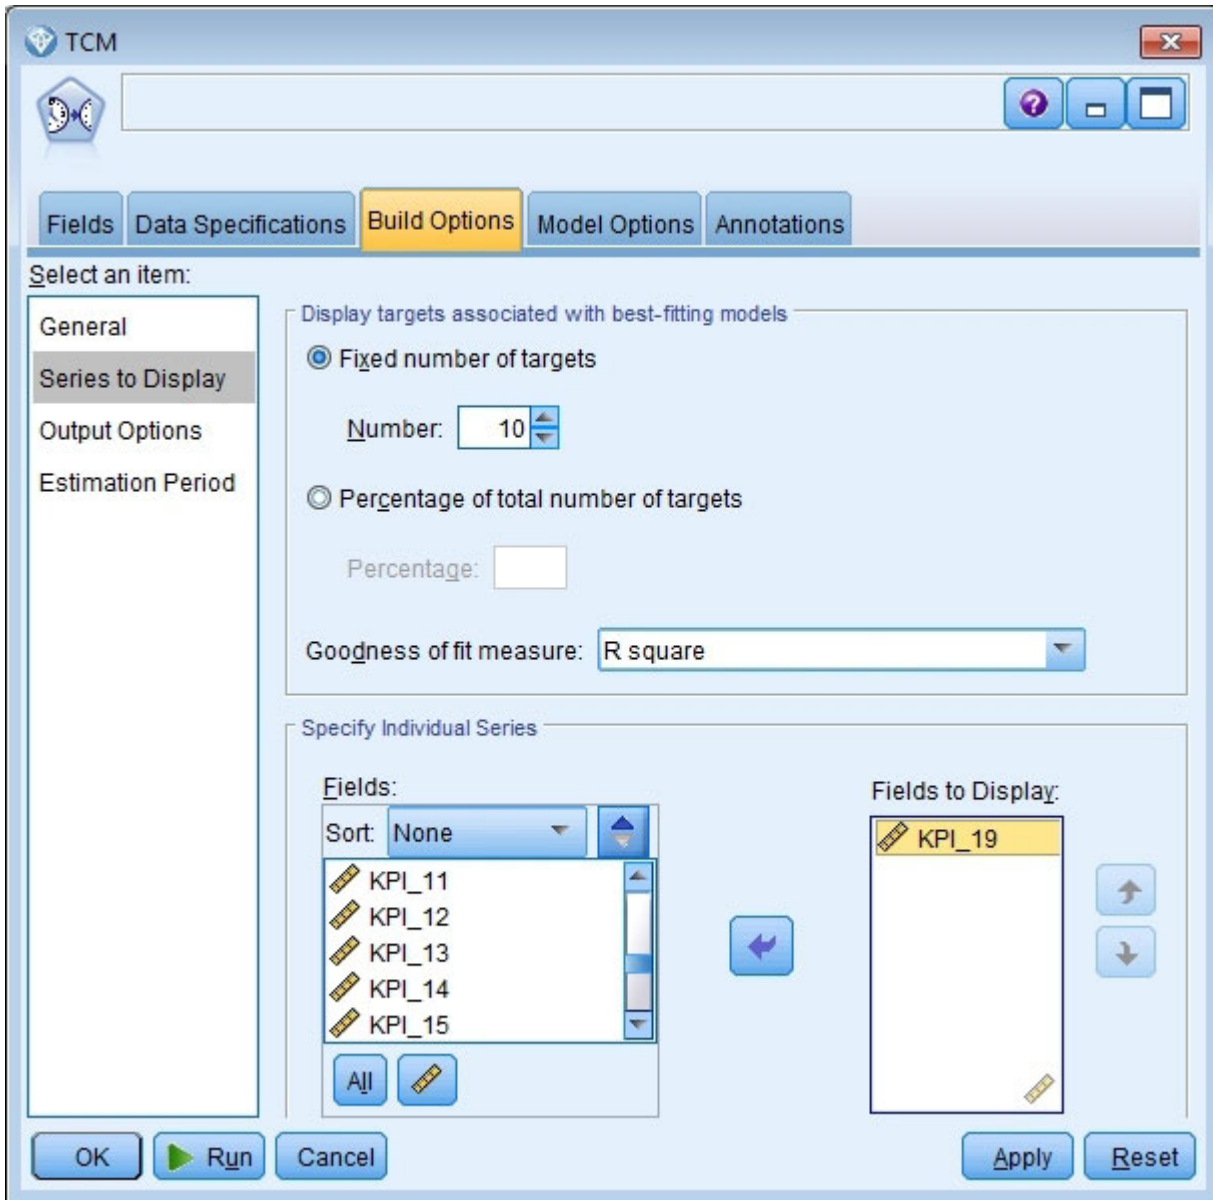 TCM
Fields Data Specifications Build Options Model Options Annotations
Select an item:
General
Series to Display
Output Options
Estimation Period
Display targets associated with best-fitting models
Fixed number of targets
Number: 10
Percentage of total number of targets
Percentage:
Goodness of fit measure: R square
Specify Individual Series
Fields:
Sort: None
KPI_11
KPI_12
KPI_13
KPI_14
KPI_15
All
Fields to Display:
KPI_19
OK Run Cancel Apply Reset